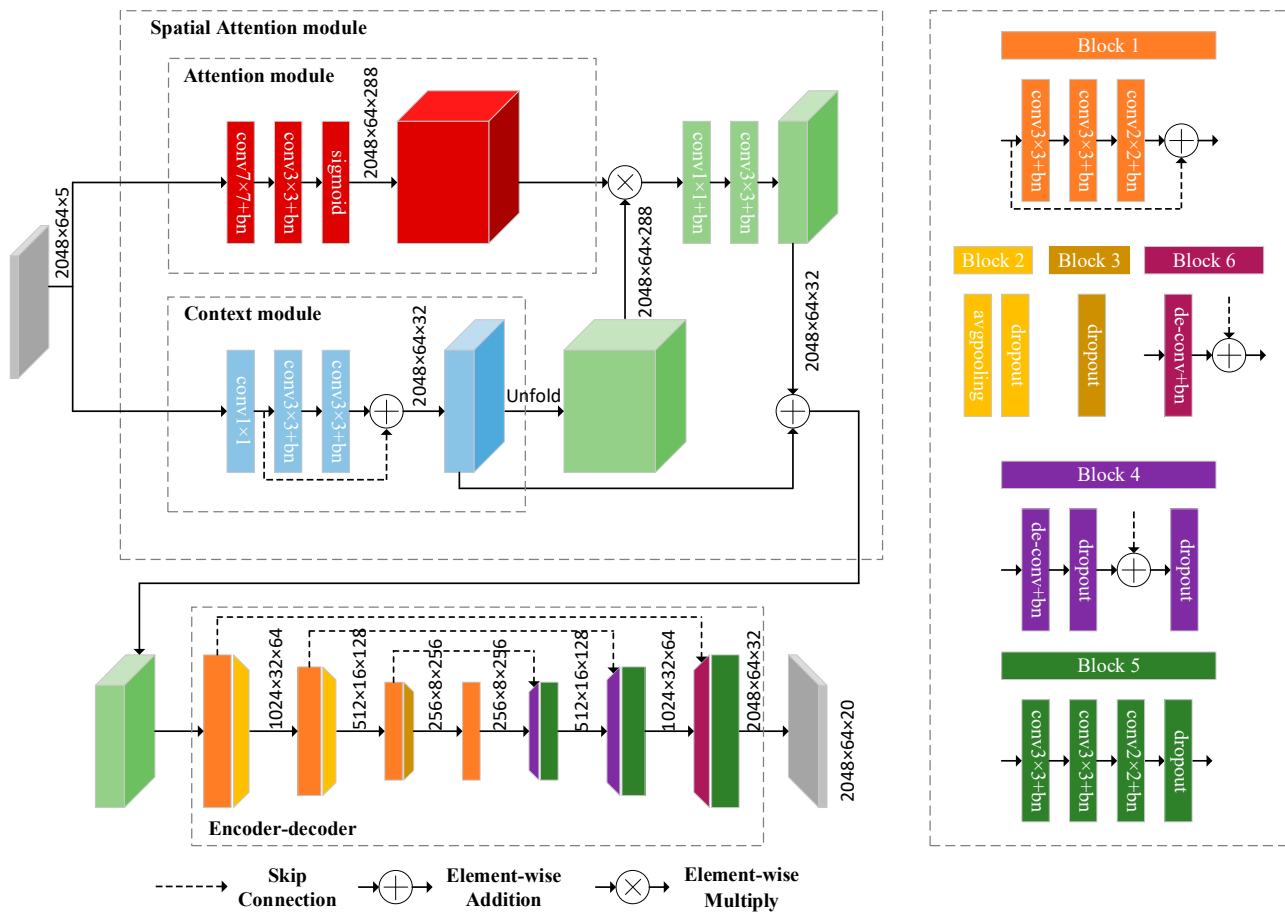 Spatial Attention module
Attention module
2048×64×5
conv7×7+bn
conv3×3+bn
sigmoid
2048×64×288
conv1×1+bn
conv3×3+bn
2048×64×288
2048×64×32
Context module
conv1×1
conv3×3+bn
conv3×3+bn
2048×64×32
Unfold
1024×32×64
512×16×128
256×8×256
256×8×256
512×16×128
1024×32×64
2048×64×32
2048×64×20
Encoder-decoder
Skip
Connection
Element-wise
Addition
Element-wise
Multiply
Block 1
conv3×3+bn
conv3×3+bn
conv2×2+bn
Block 2
Block 3
Block 6
avgpooling
dropout
dropout
de-conv+bn
Block 4
de-conv+bn
dropout
dropout
Block 5
conv3×3+bn
conv3×3+bn
conv2×2+bn
dropout